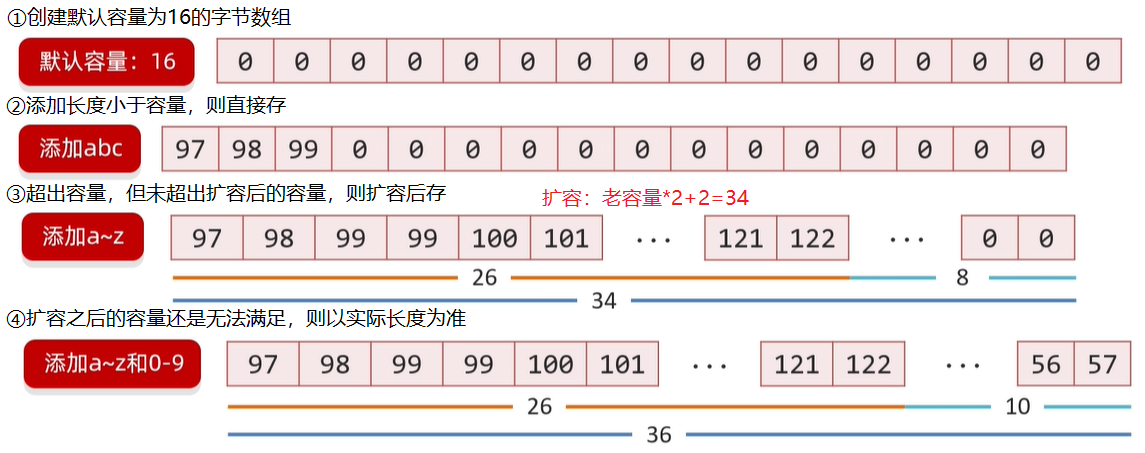 ①创建默认容量为16的字节数组
默认容量：16 0 0 0 0 0 0 0 0 0 0 0 0 0 0 0 0
②添加长度小于容量，则直接存
添加abc 97 98 99 0 0 0 0 0 0 0 0 0 0 0 0 0
③超出容量，但未超出扩容后的容量，则扩容后存 扩容：老容量*2+2=34
添加a~z 97 98 99 99 100 101 ··· 121 122 ··· 0 0
26 8
34
④扩容之后的容量还是无法满足，则以实际长度为准
添加a~z和0-9 97 98 99 99 100 101 ··· 121 122 ··· 56 57
26 10
36